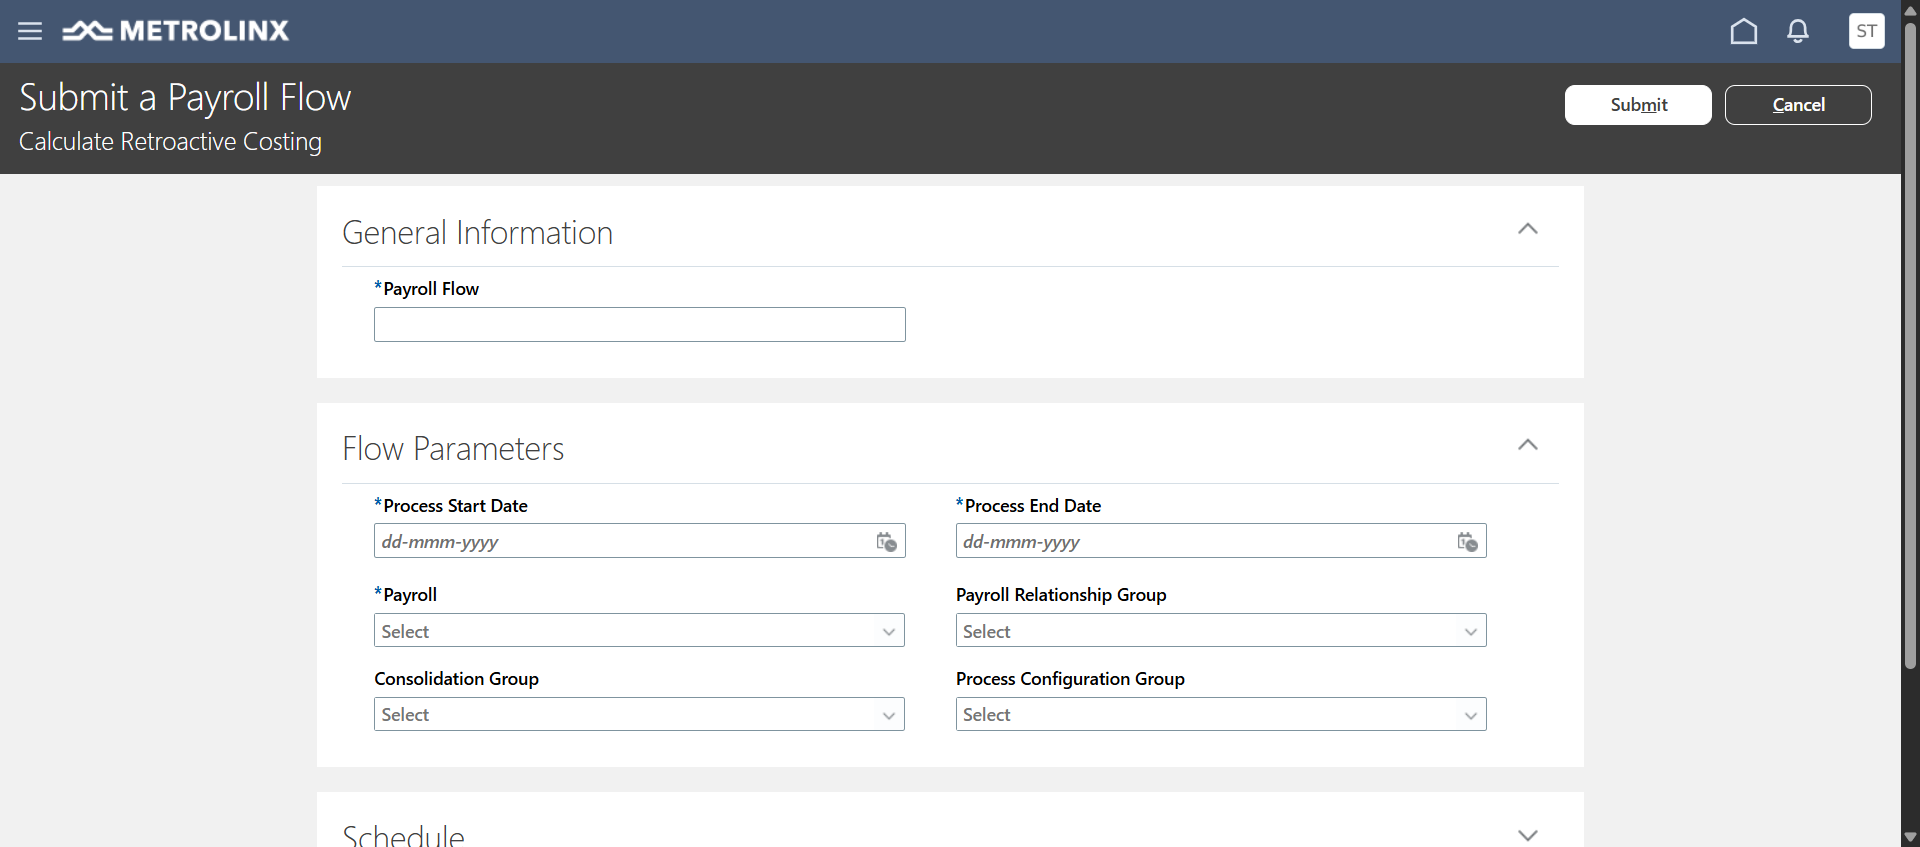 METROLINX
ST
Submit a Payroll Flow
Calculate Retroactive Costing
Submit
Cancel
General Information
*Payroll Flow
Flow Parameters
*Process Start Date
*Process End Date
dd-mmm-yyyy
dd-mmm-yyyy
*Payroll
Payroll Relationship Group
Select
Select
Consolidation Group
Process Configuration Group
Select
Select
Schedule